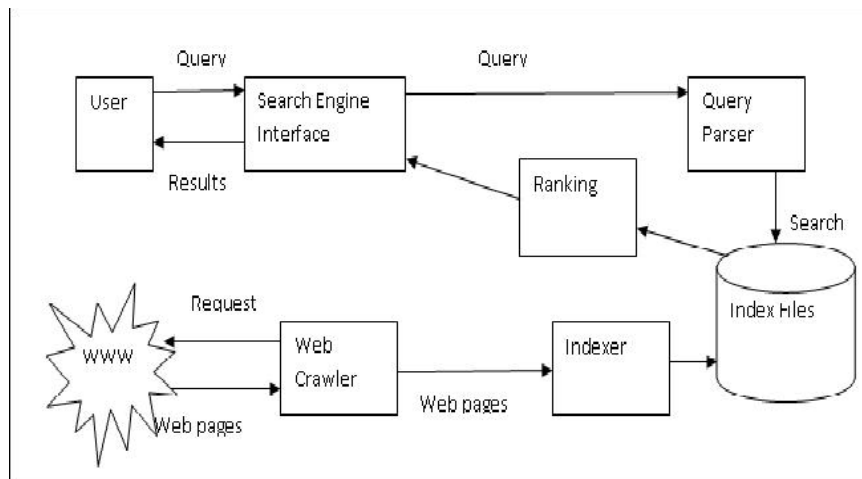 Query
Query
User
Search Engine
Interface
Query
Parser
Results
Ranking
Search
Request
Index Files
WWW
Web
Crawler
Indexer
Web pages
Web pages